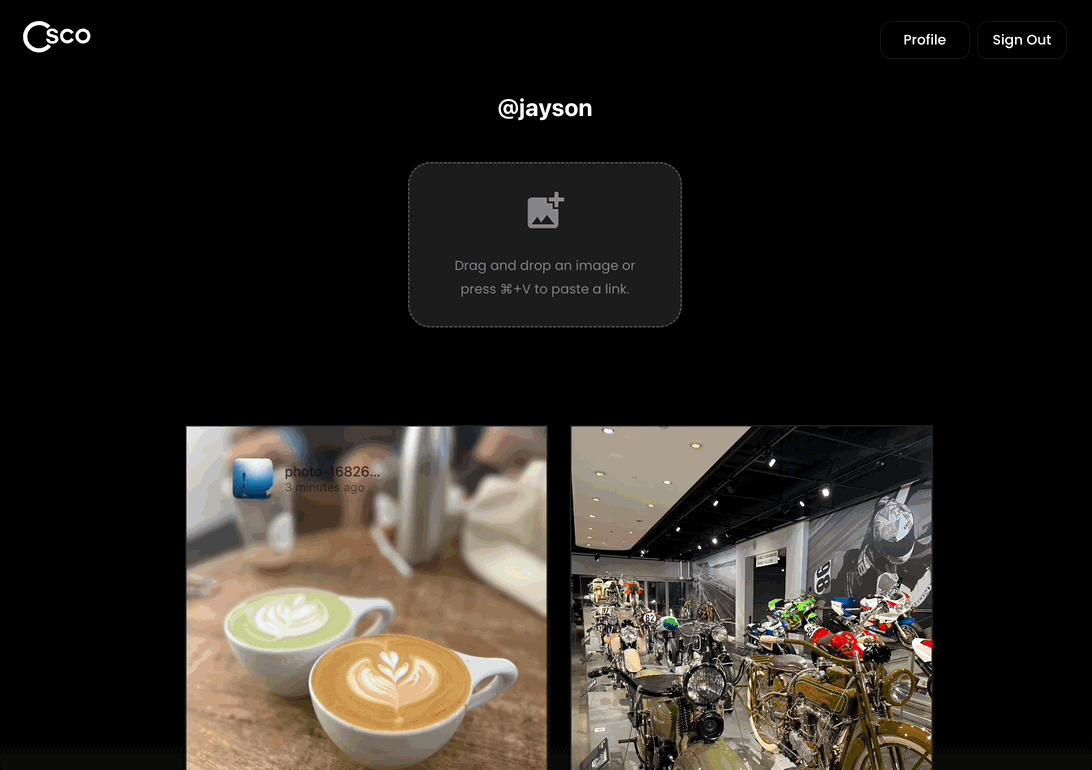 Csco
Profile
Sign Out
@jayson
Drag and drop an image or
press ⌘+V to paste a link.
photo-16826...
3 minutes ago